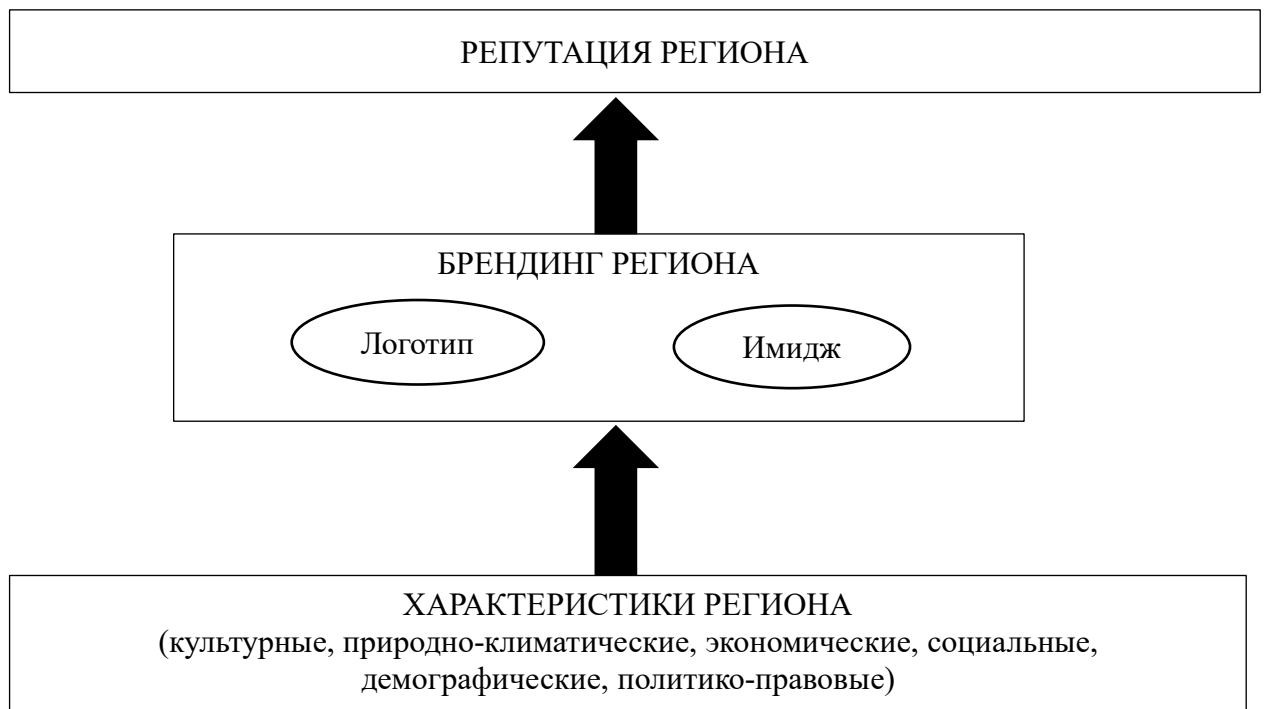 РЕПУТАЦИЯ РЕГИОНА
БРЕНДИНГ РЕГИОНА
Логотип
Имидж
ХАРАКТЕРИСТИКИ РЕГИОНА
(культурные, природно-климатические, экономические, социальные,
демографические, политико-правовые)